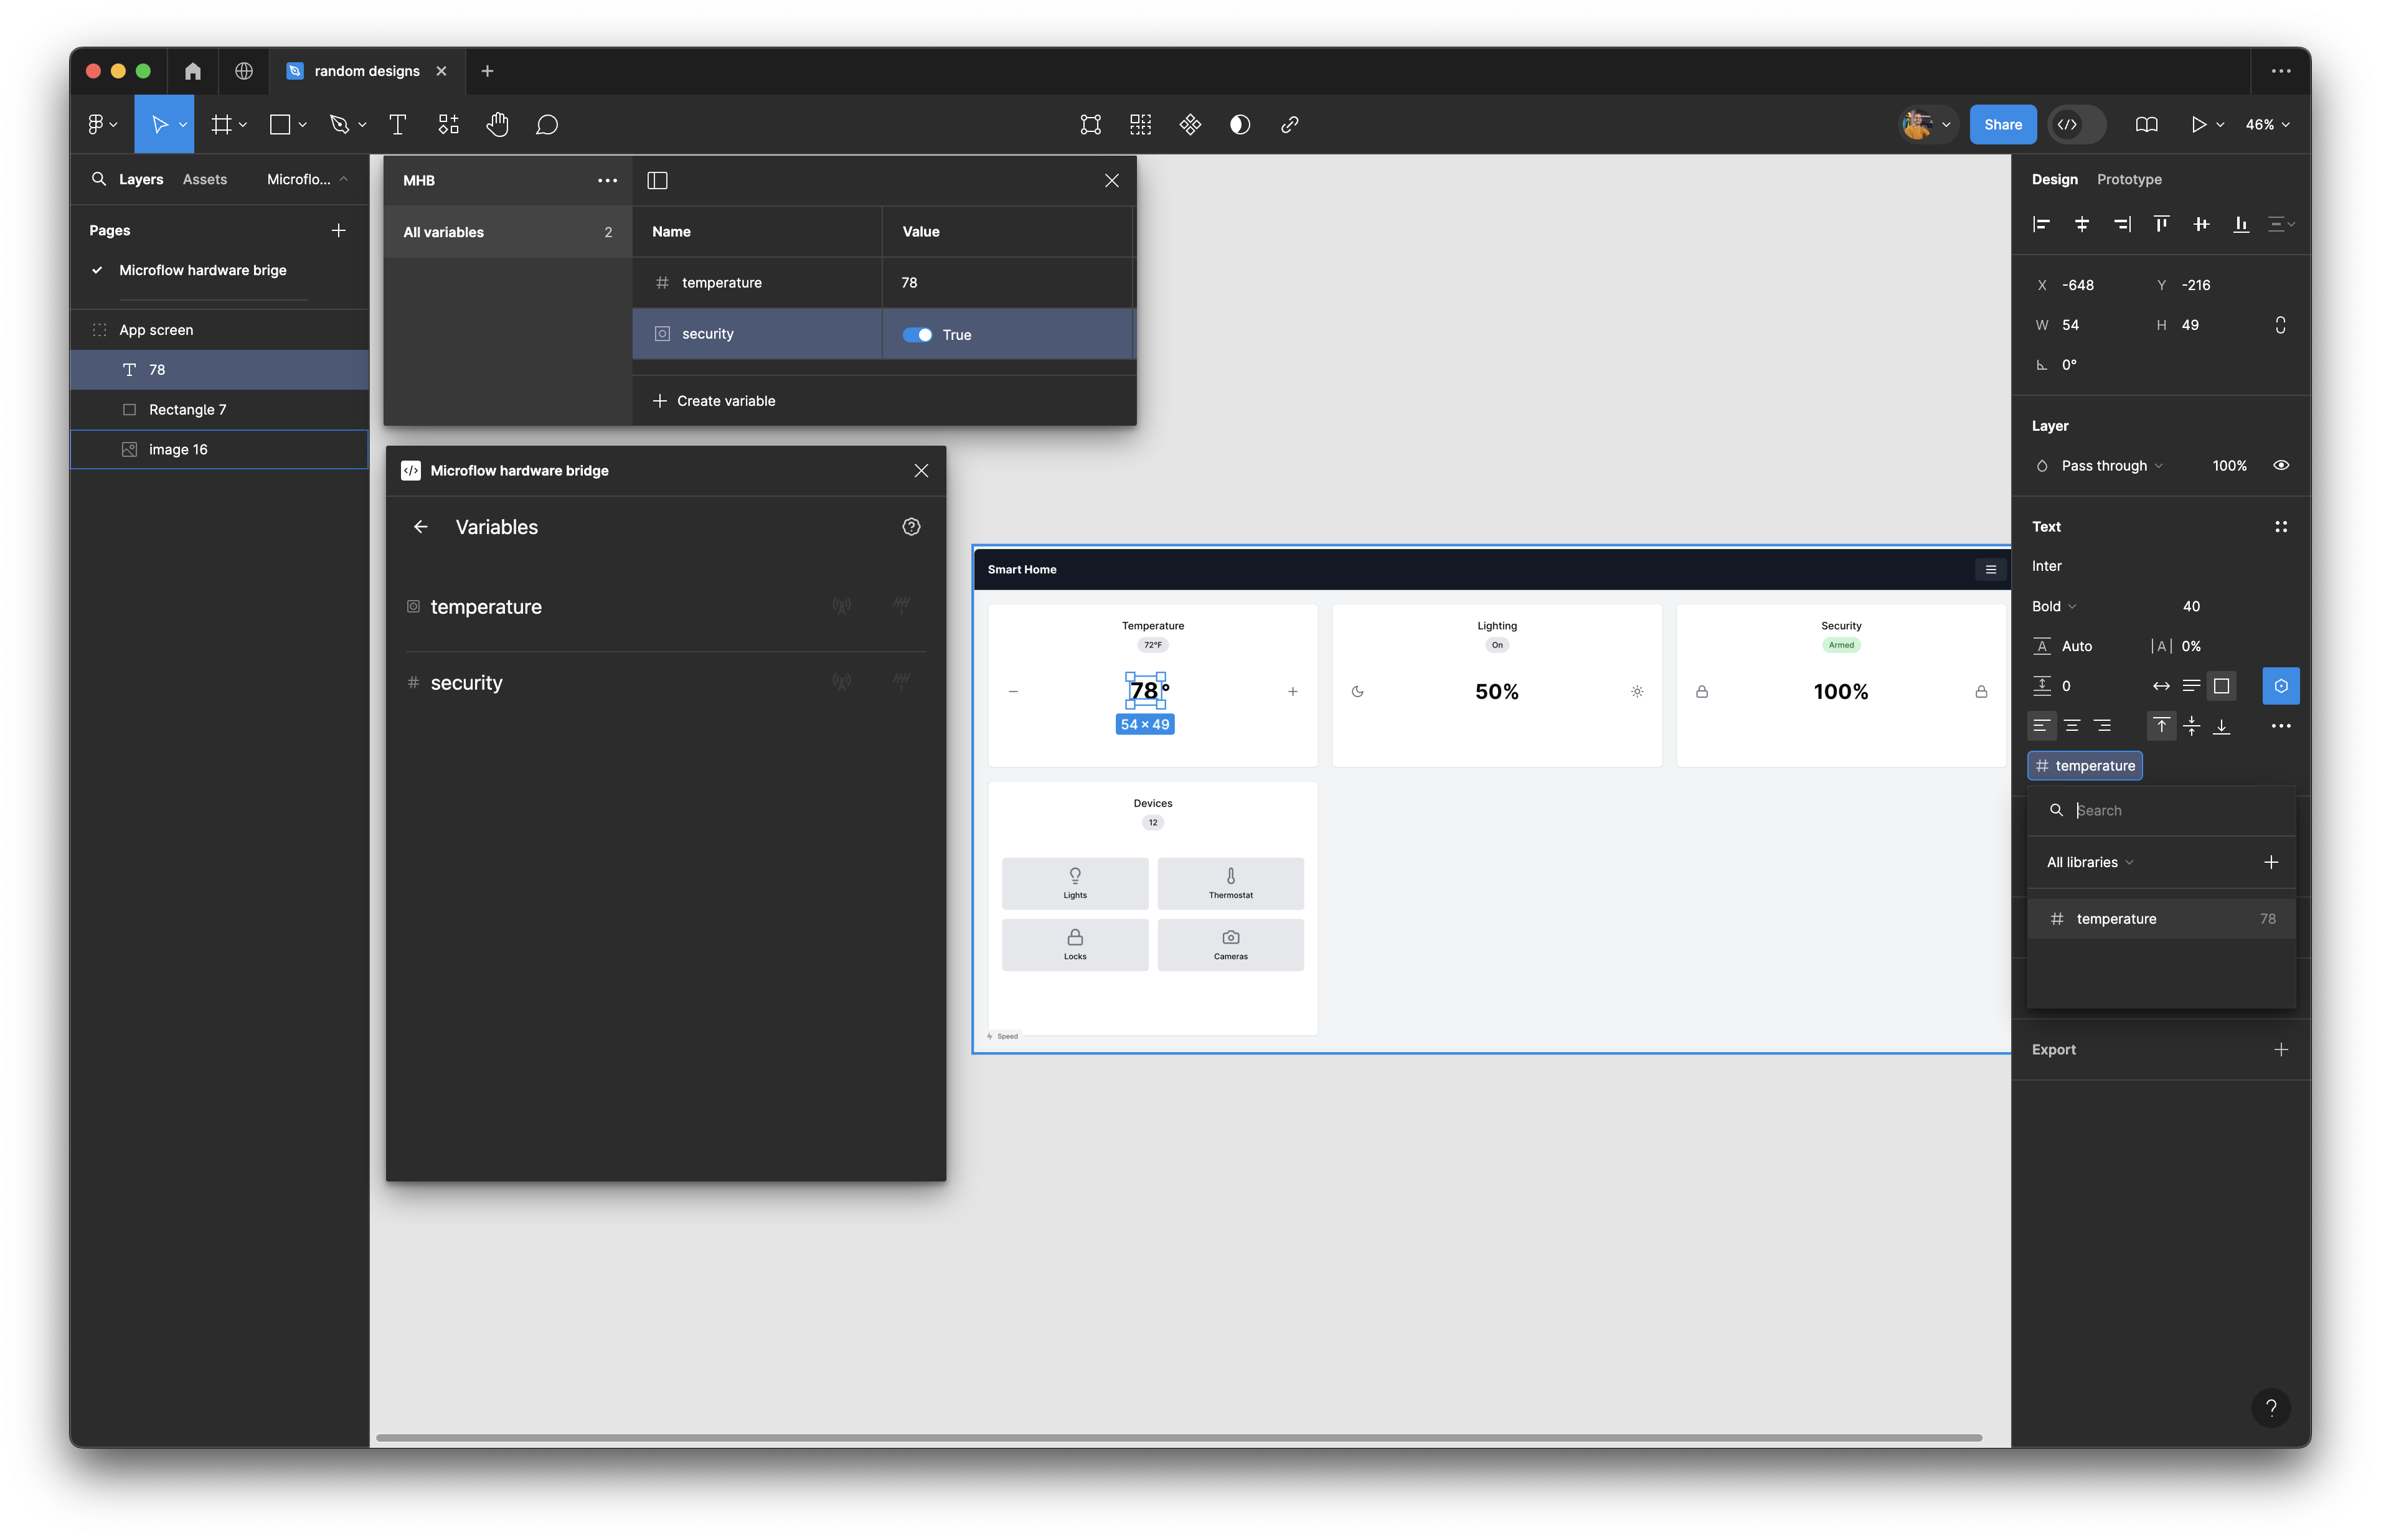 random designs
Share
46%
Layers Assets Microflo...
Pages
Microflow hardware brige
App screen
78
Rectangle 7
image 16
MHB
All variables 2
Name Value
temperature 78
security True
Create variable
Microflow hardware bridge
Variables
temperature
security
Smart Home
Temperature
72°F
78°
54 × 49
Lighting
On
50%
Security
Armed
100%
Devices
12
Lights
Thermostat
Locks
Cameras
Speed
Design Prototype
X -648 Y -216
W 54 H 49
0°
Layer
Pass through 100%
Text
Inter
Bold 40
Auto 0%
0
temperature
Search
All libraries
temperature 78
Export
?